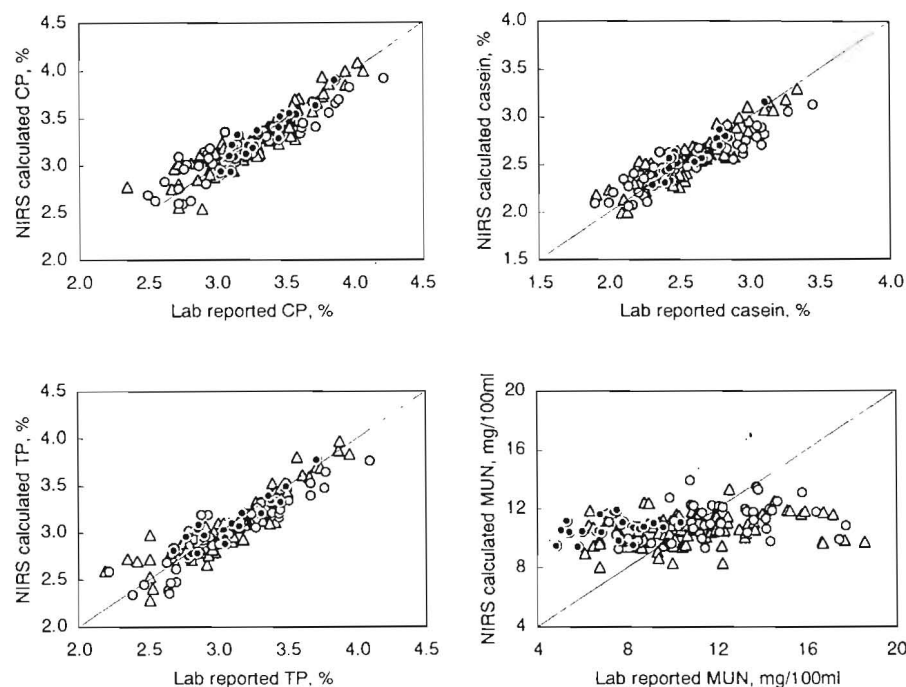 4.5
4.0
3.5
3.0
2.5
2.0
NIRS calculated CP, %
2.0 2.5 3.0 3.5 4.0 4.5
Lab reported CP, %
4.0
3.5
3.0
2.5
2.0
1.5
NIRS calculated casein, %
1.5 2.0 2.5 3.0 3.5 4.0
Lab reported casein, %
4.5
4.0
3.5
3.0
2.5
2.0
NIRS calculated TP, %
2.0 2.5 3.0 3.5 4.0 4.5
Lab reported TP, %
20
16
12
8
4
NIRS calculated MUN, mg/100ml
4 8 12 16 20
Lab reported MUN, mg/100ml